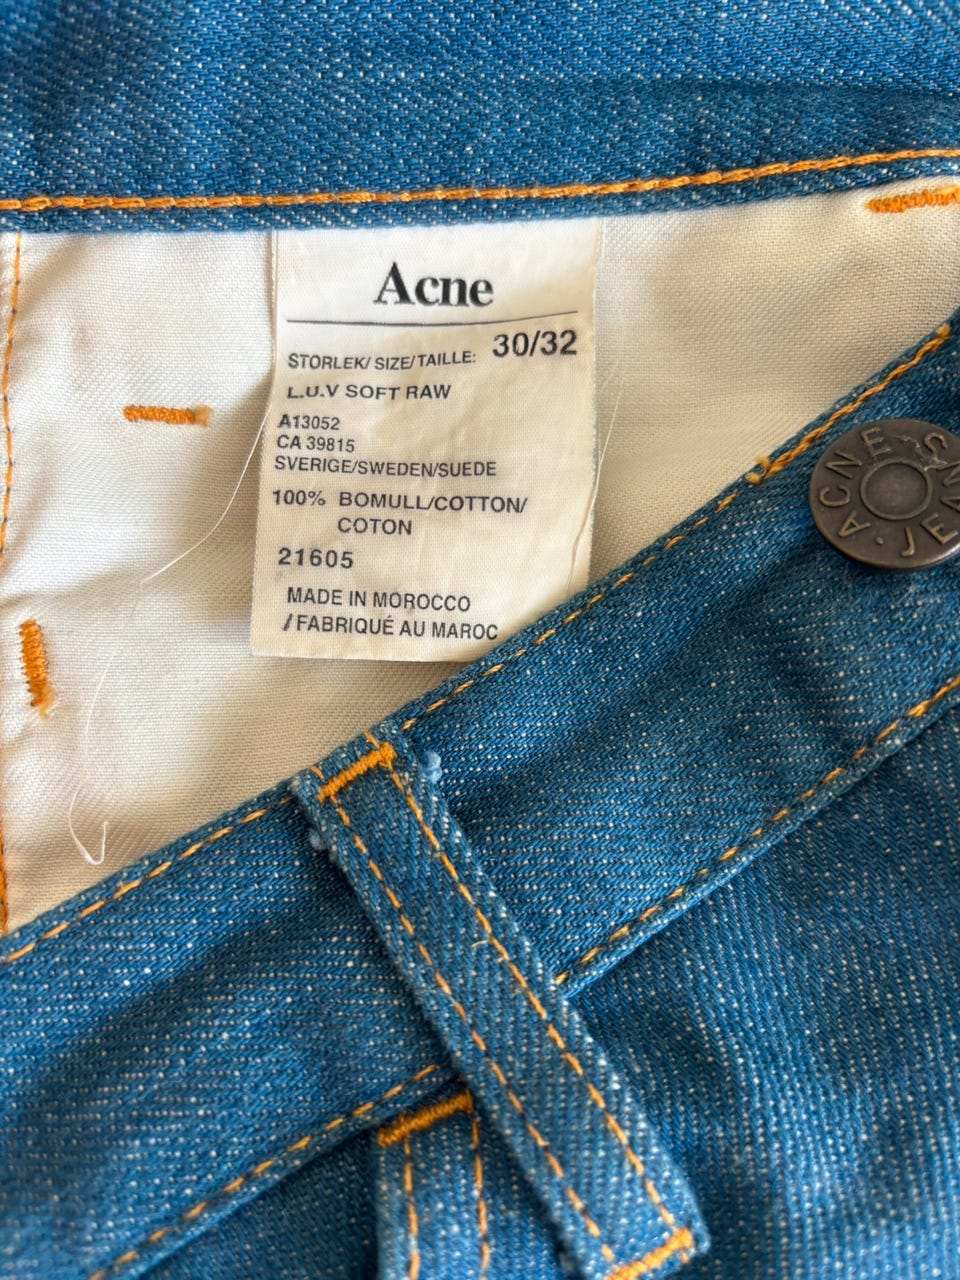 Acne
STORLEK/ SIZE/TAILLE: 30/32
L.U.V SOFT RAW
A13052
CA 39815
SVERIGE/SWEDEN/SUEDE
100% BOMULL/COTTON/
COTON
21605
MADE IN MOROCCO
/FABRIQUÉ AU MAROC
ACNE